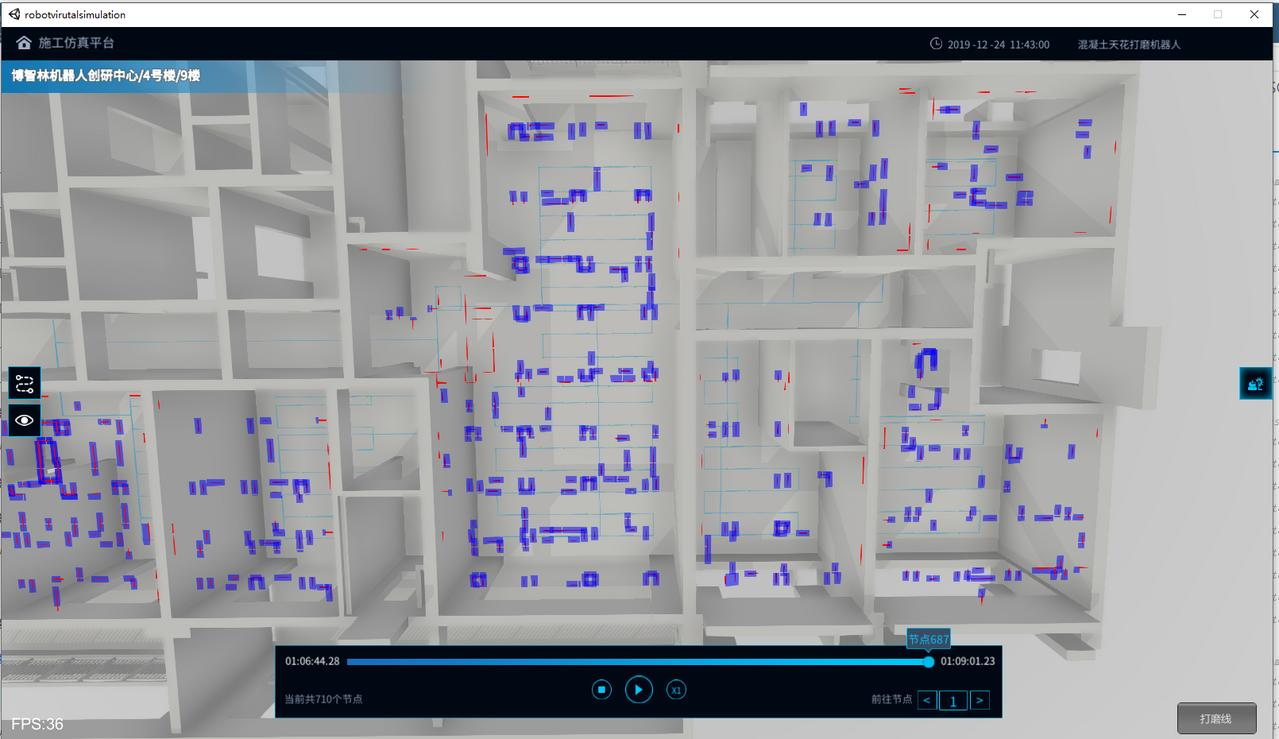 robotvirutalsimulation
施工仿真平台
2019 -12 -24 11:43:00
混凝土天花打磨机器人
博智林机器人创研中心/4号楼/9楼
节点687
01:06:44.28
01:09:01.23
X1
当前共710个节点
前往节点 < 1 >
FPS:36
打磨线